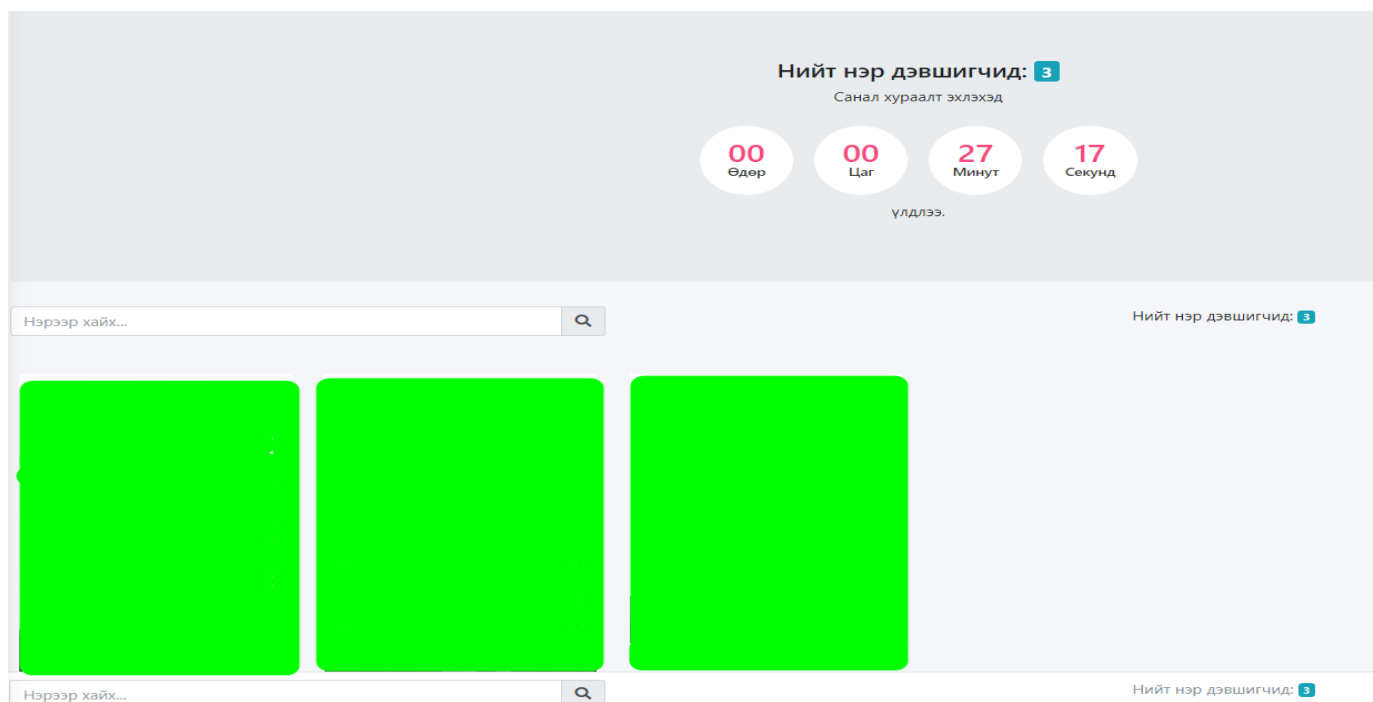 Нийт нэр дэвшигчид: 3
Санал хураалт эхлэхэд
00 00 27 17
Өдөр Цаг Минут Секунд
үлдлээ.
Нэрээр хайх... Нийт нэр дэвшигчид: 3
Нэрээр хайх... Нийт нэр дэвшигчид: 3